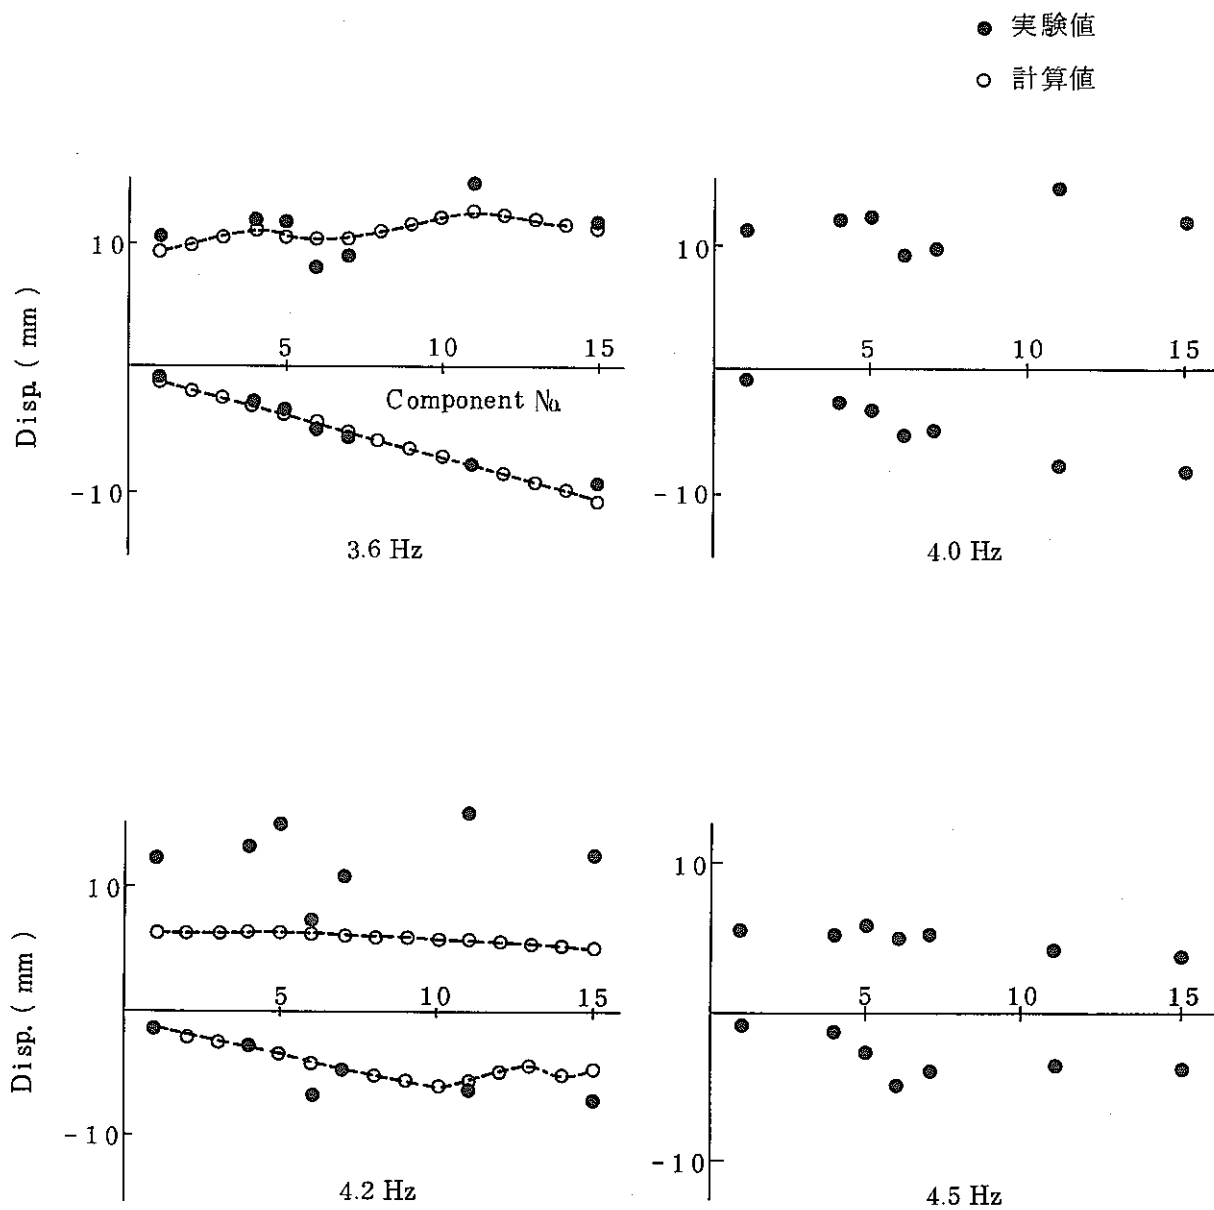 ● 実験値
○ 計算値
10
5 10 15
Disp. ( mm )
Component No.
-10
3.6 Hz
10
5 10 15
-10
4.0 Hz
10
5 10 15
Disp. ( mm )
-10
4.2 Hz
10
5 10 15
-10
4.5 Hz